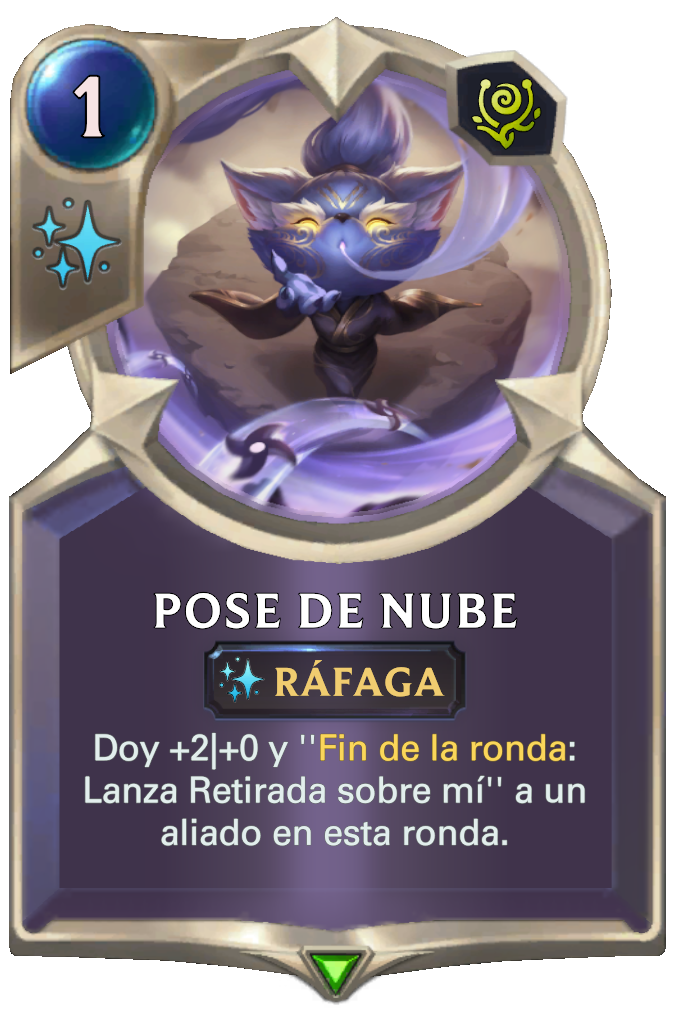 1
POSE DE NUBE
RÁFAGA
Doy +2|+0 y ''Fin de la ronda:
Lanza Retirada sobre mí'' a un
aliado en esta ronda.